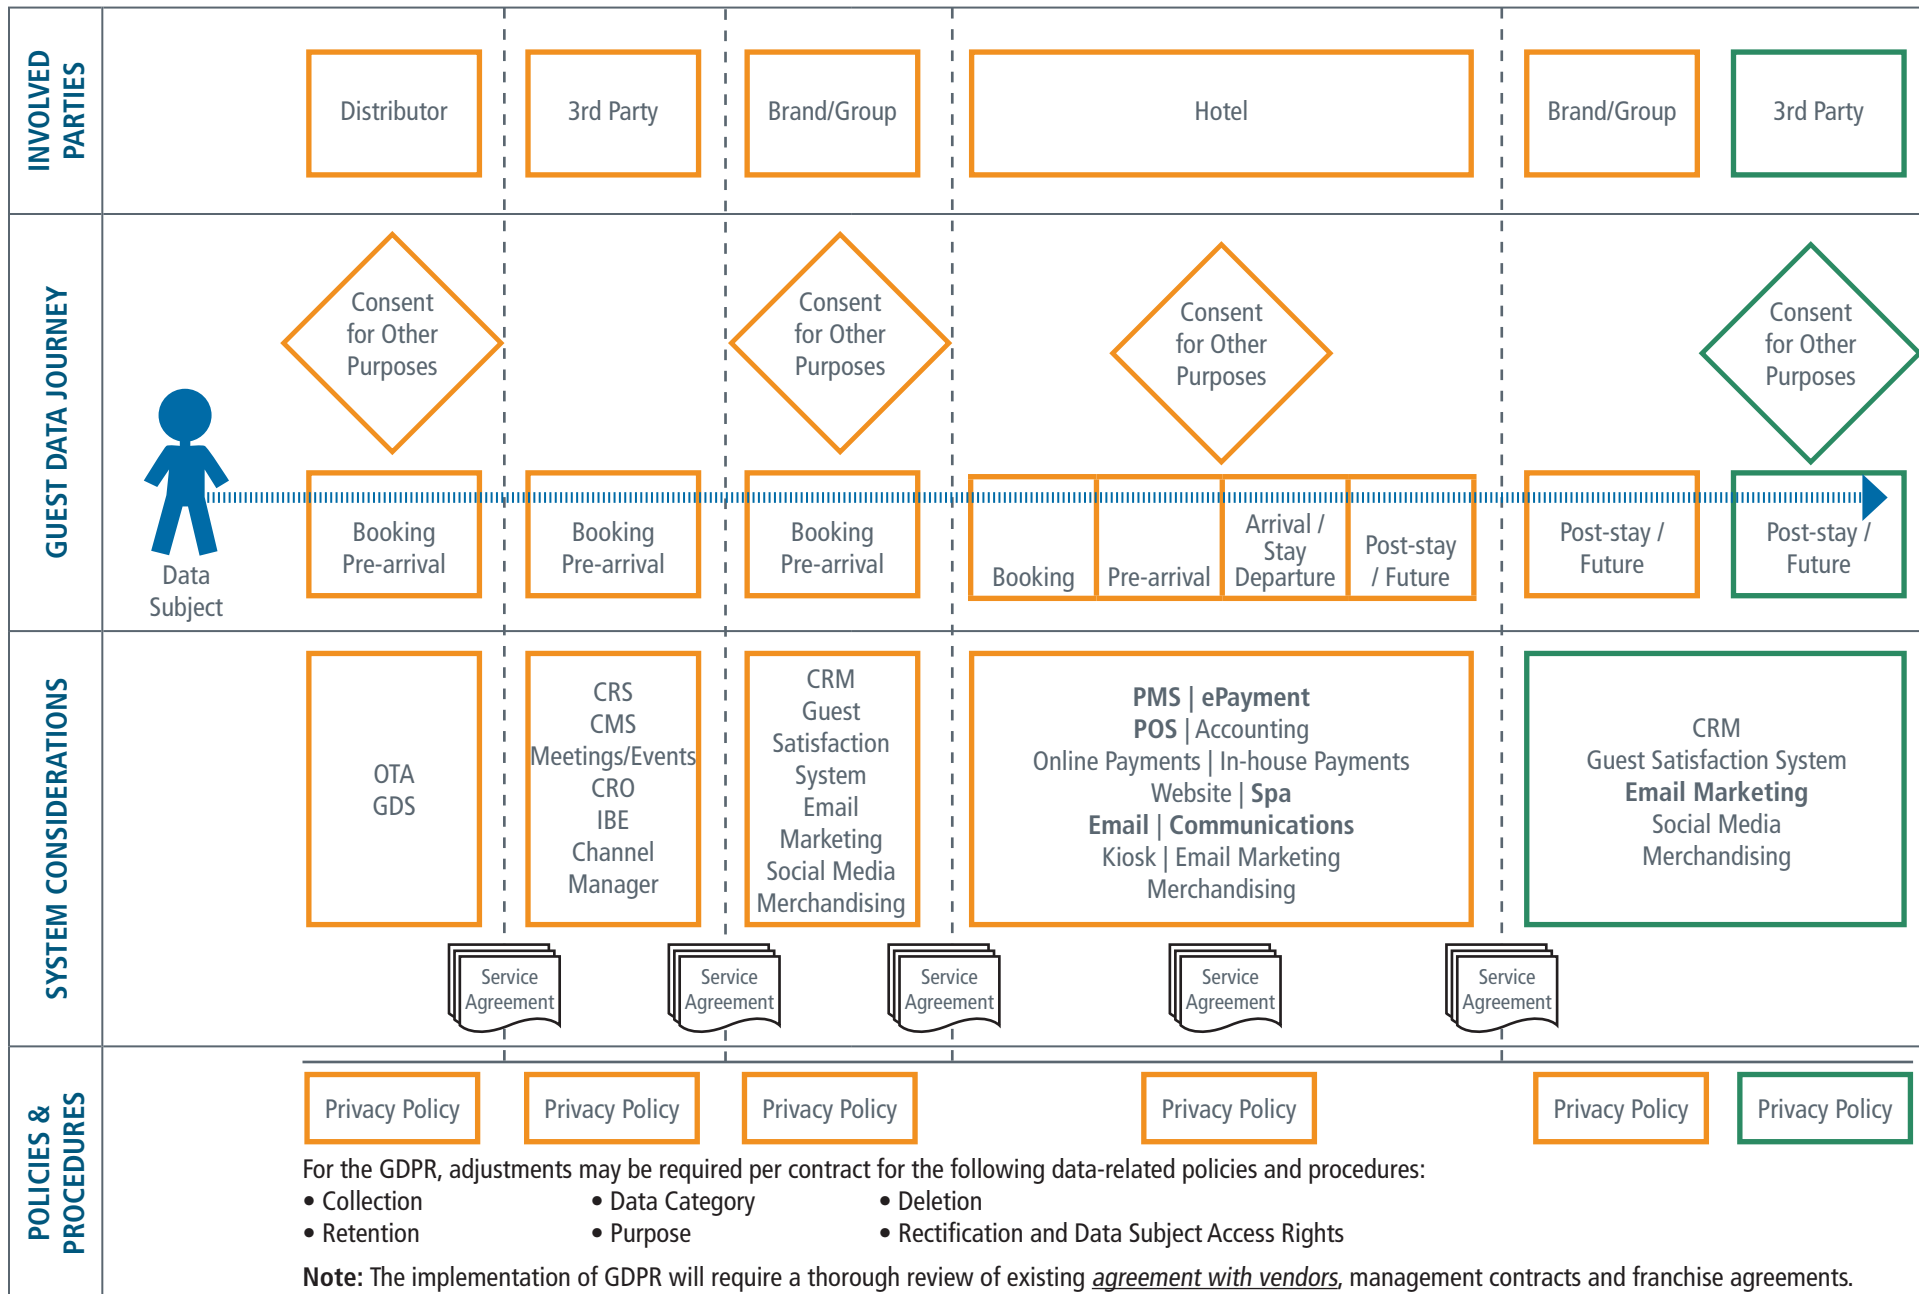 INVOLVED
PARTIES
Distributor
3rd Party
Brand/Group
Hotel
Brand/Group
3rd Party
GUEST DATA JOURNEY
Data
Subject
Consent
for Other
Purposes
Consent
for Other
Purposes
Consent
for Other
Purposes
Consent
for Other
Purposes
Booking
Pre-arrival
Booking
Pre-arrival
Booking
Pre-arrival
Booking
Pre-arrival
Arrival /
Stay
Departure
Post-stay
/ Future
Post-stay /
Future
Post-stay /
Future
SYSTEM CONSIDERATIONS
OTA
GDS
CRS
CMS
Meetings/Events
CRO
IBE
Channel
Manager
CRM
Guest
Satisfaction
System
Email
Marketing
Social Media
Merchandising
PMS | ePayment
POS | Accounting
Online Payments | In-house Payments
Website | Spa
Email | Communications
Kiosk | Email Marketing
Merchandising
CRM
Guest Satisfaction System
Email Marketing
Social Media
Merchandising
Service
Agreement
Service
Agreement
Service
Agreement
Service
Agreement
Service
Agreement
POLICIES &
PROCEDURES
Privacy Policy
Privacy Policy
Privacy Policy
Privacy Policy
Privacy Policy
Privacy Policy
For the GDPR, adjustments may be required per contract for the following data-related policies and procedures:
• Collection • Data Category • Deletion
• Retention • Purpose • Rectification and Data Subject Access Rights
Note: The implementation of GDPR will require a thorough review of existing agreement with vendors, management contracts and franchise agreements.